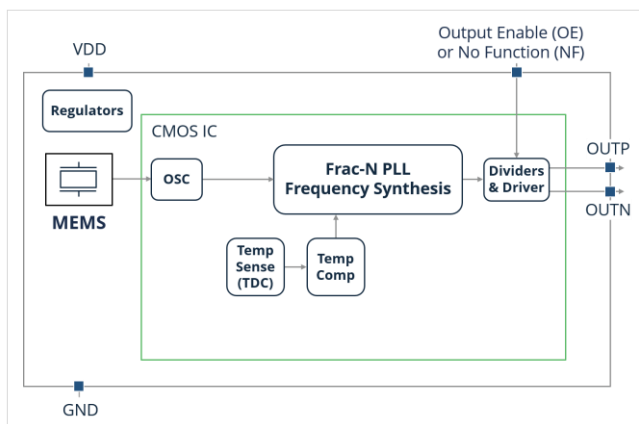 VDD
Output Enable (OE)
or No Function (NF)
Regulators
CMOS IC
MEMS
OSC
Frac-N PLL
Frequency Synthesis
Dividers
& Driver
OUTP
OUTN
Temp
Sense
(TDC)
Temp
Comp
GND